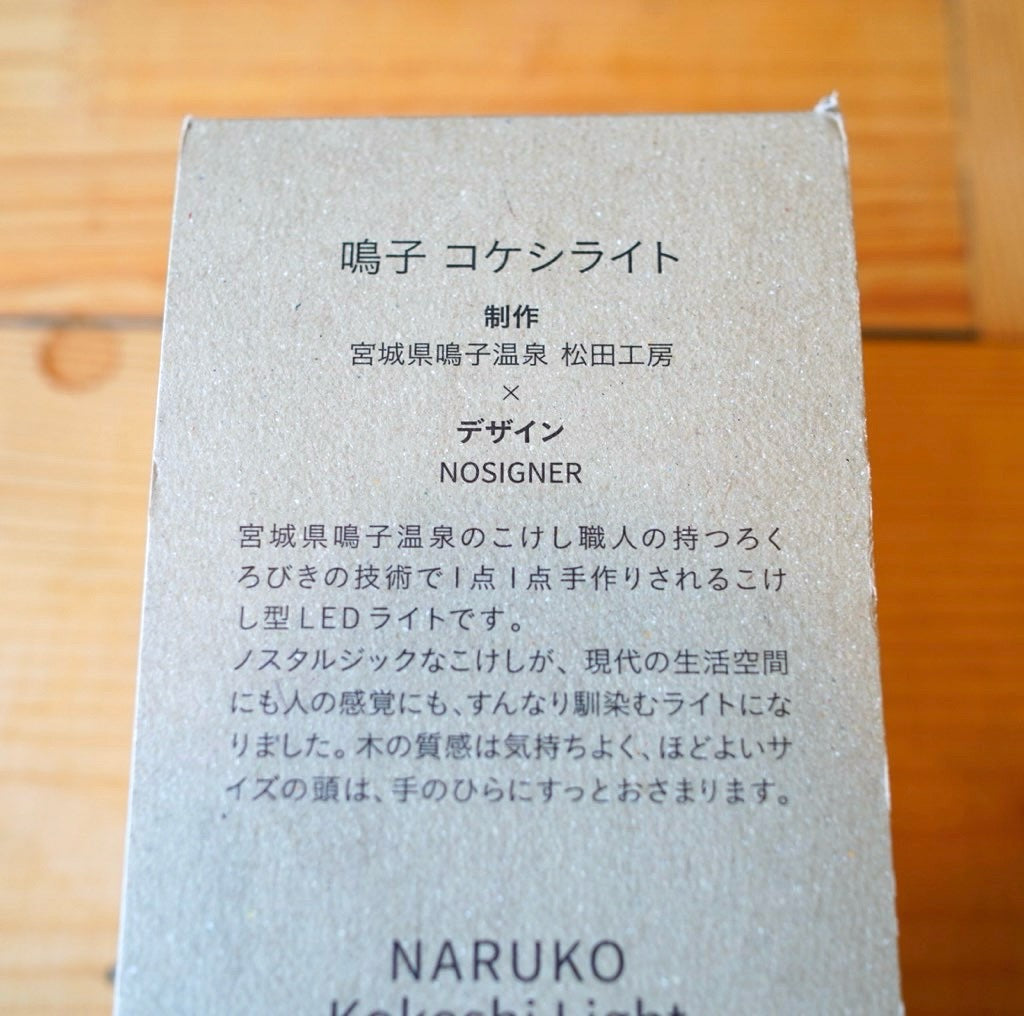 鳴子 コケシライト
制作
宮城県鳴子温泉 松田工房
×
デザイン
NOSIGNER
宮城県鳴子温泉のこけし職人の持つろく
ろびきの技術で1点1点手作りされるこけ
し型LEDライトです。
ノスタルジックなこけしが、現代の生活空間
にも人の感覚にも、すんなり馴染むライトにな
りました。木の質感は気持ちよく、ほどよいサ
イズの頭は、手のひらにすっとおさまります。
NARUKO
Kokeshi Light